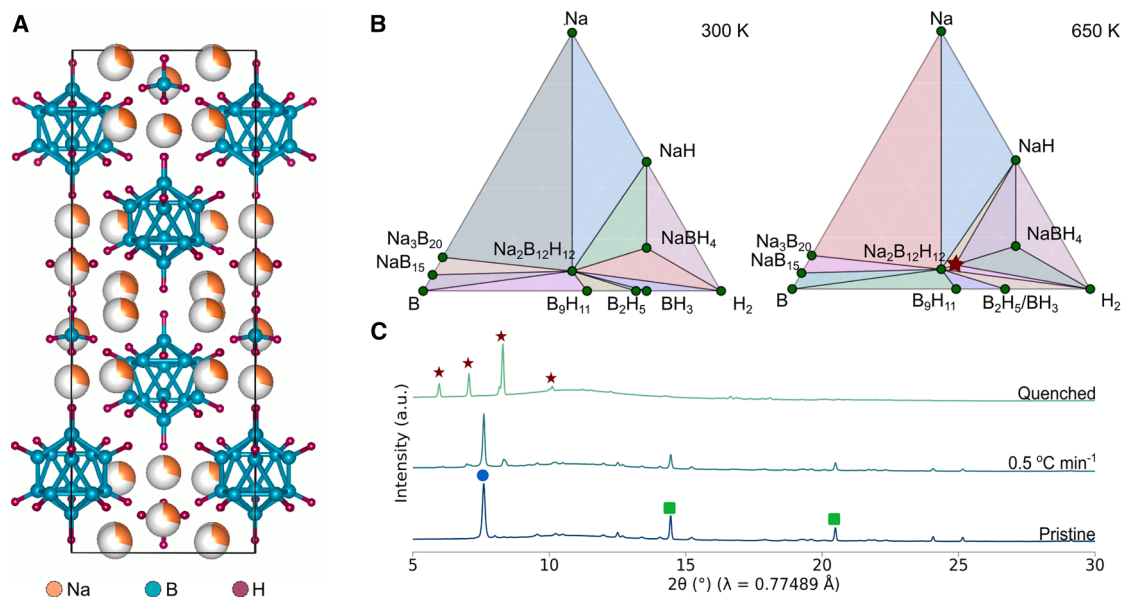 A
Na
B
H
B
300 K
Na
NaH
NaBH4
Na3B20
Na2B12H12
NaB15
B
B9H11
B2H5
BH3
H2
650 K
Na
NaH
NaBH4
Na3B20
Na2B12H12
NaB15
B
B9H11
B2H5/BH3
H2
C
Intensity (a.u.)
Quenched
0.5 ºC min⁻¹
Pristine
5 10 15 20 25 30
2θ (°) (λ = 0.77489 Å)